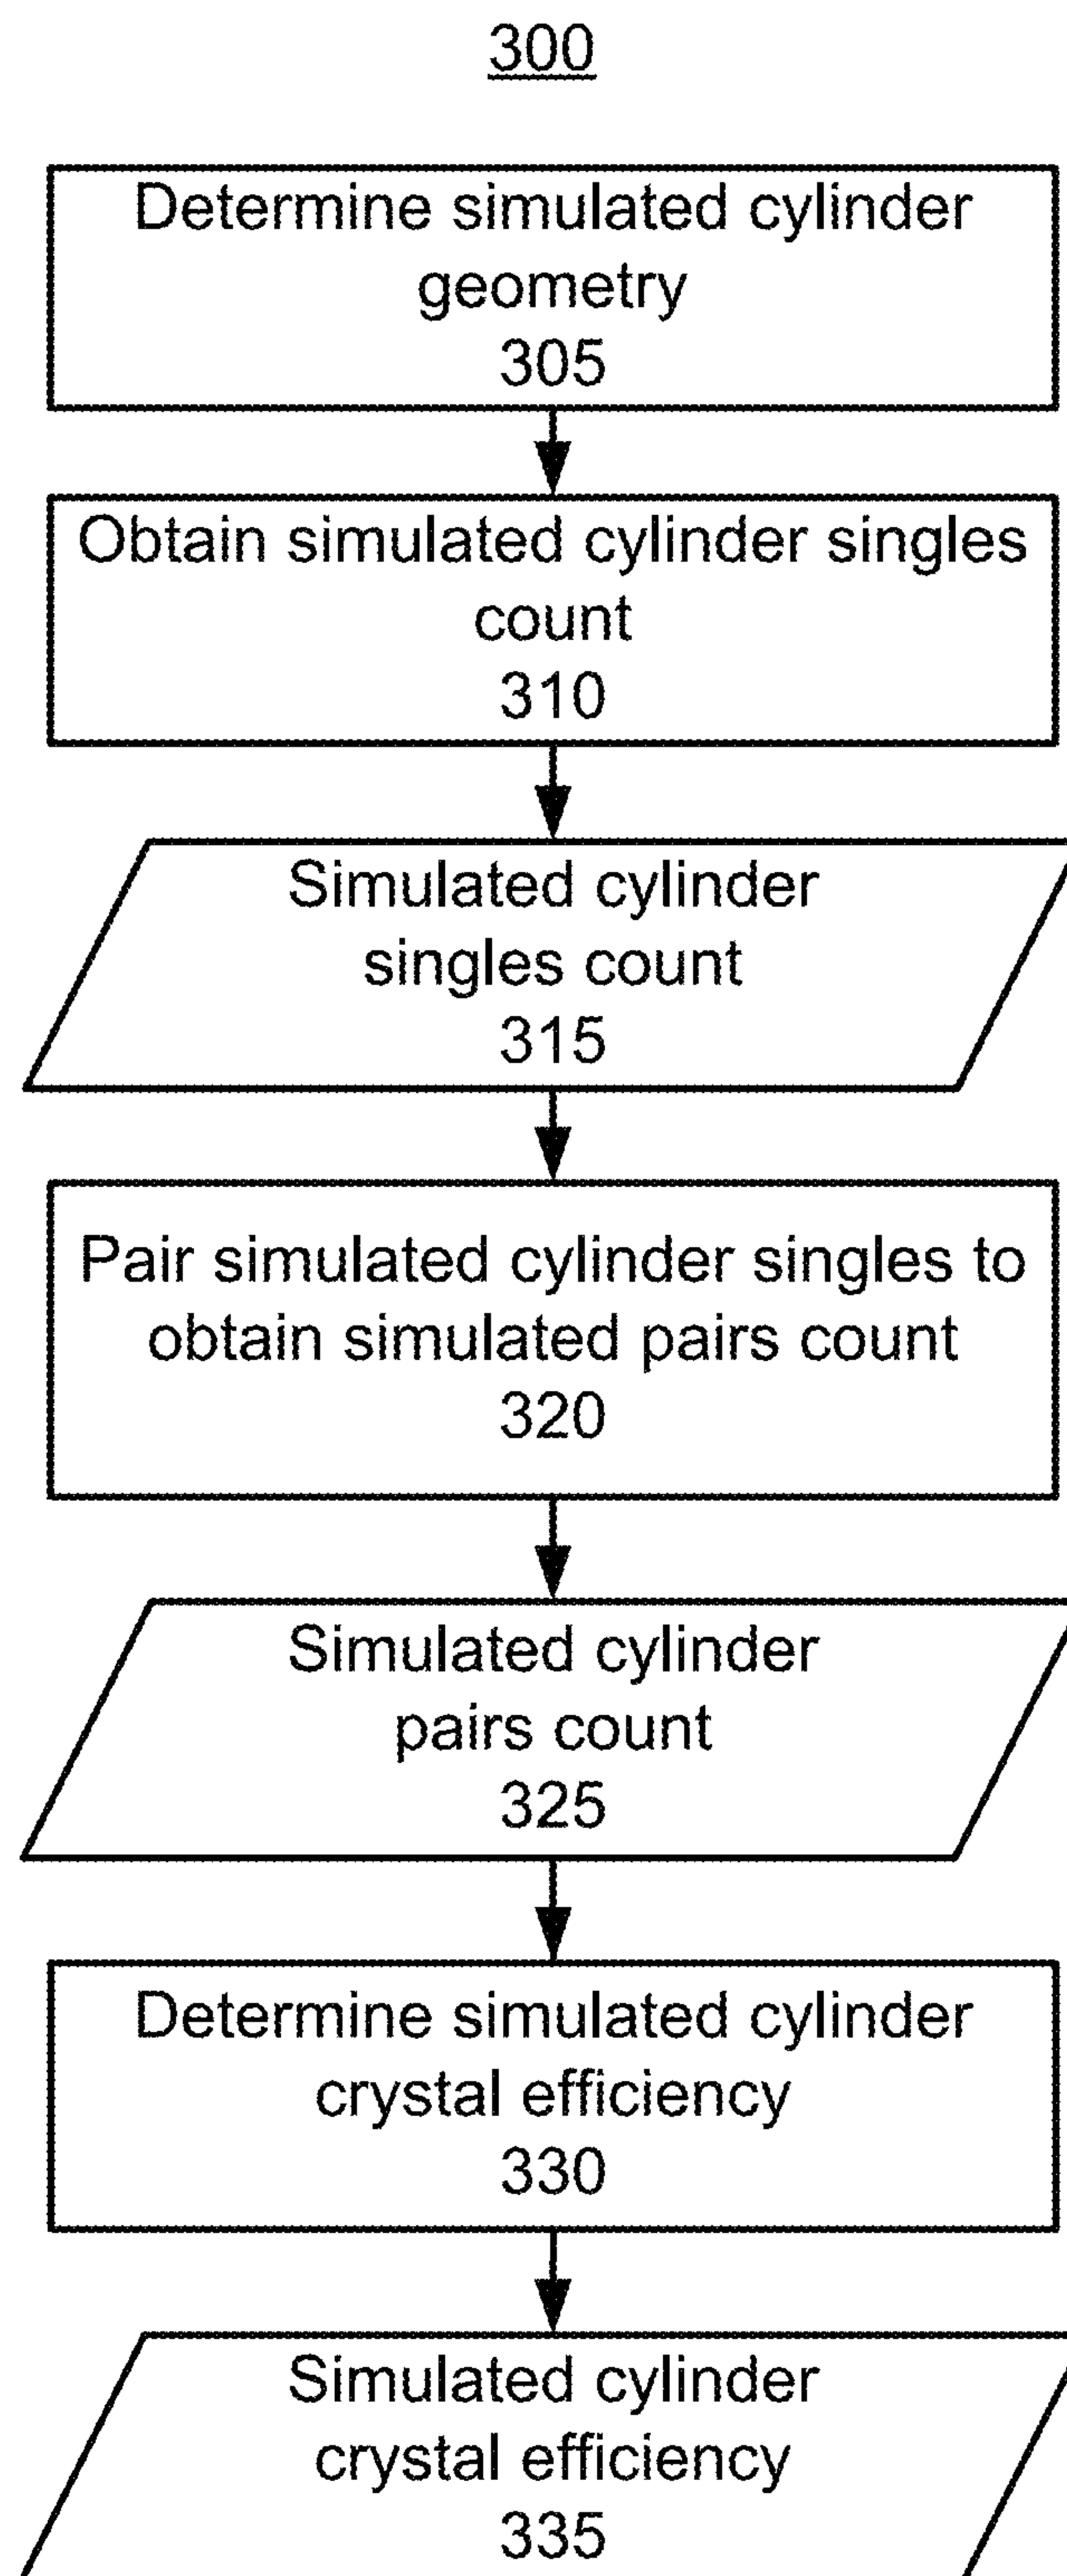 300
Determine simulated cylinder
geometry
305
Obtain simulated cylinder singles
count
310
Simulated cylinder
singles count
315
Pair simulated cylinder singles to
obtain simulated pairs count
320
Simulated cylinder
pairs count
325
Determine simulated cylinder
crystal efficiency
330
Simulated cylinder
crystal efficiency
335